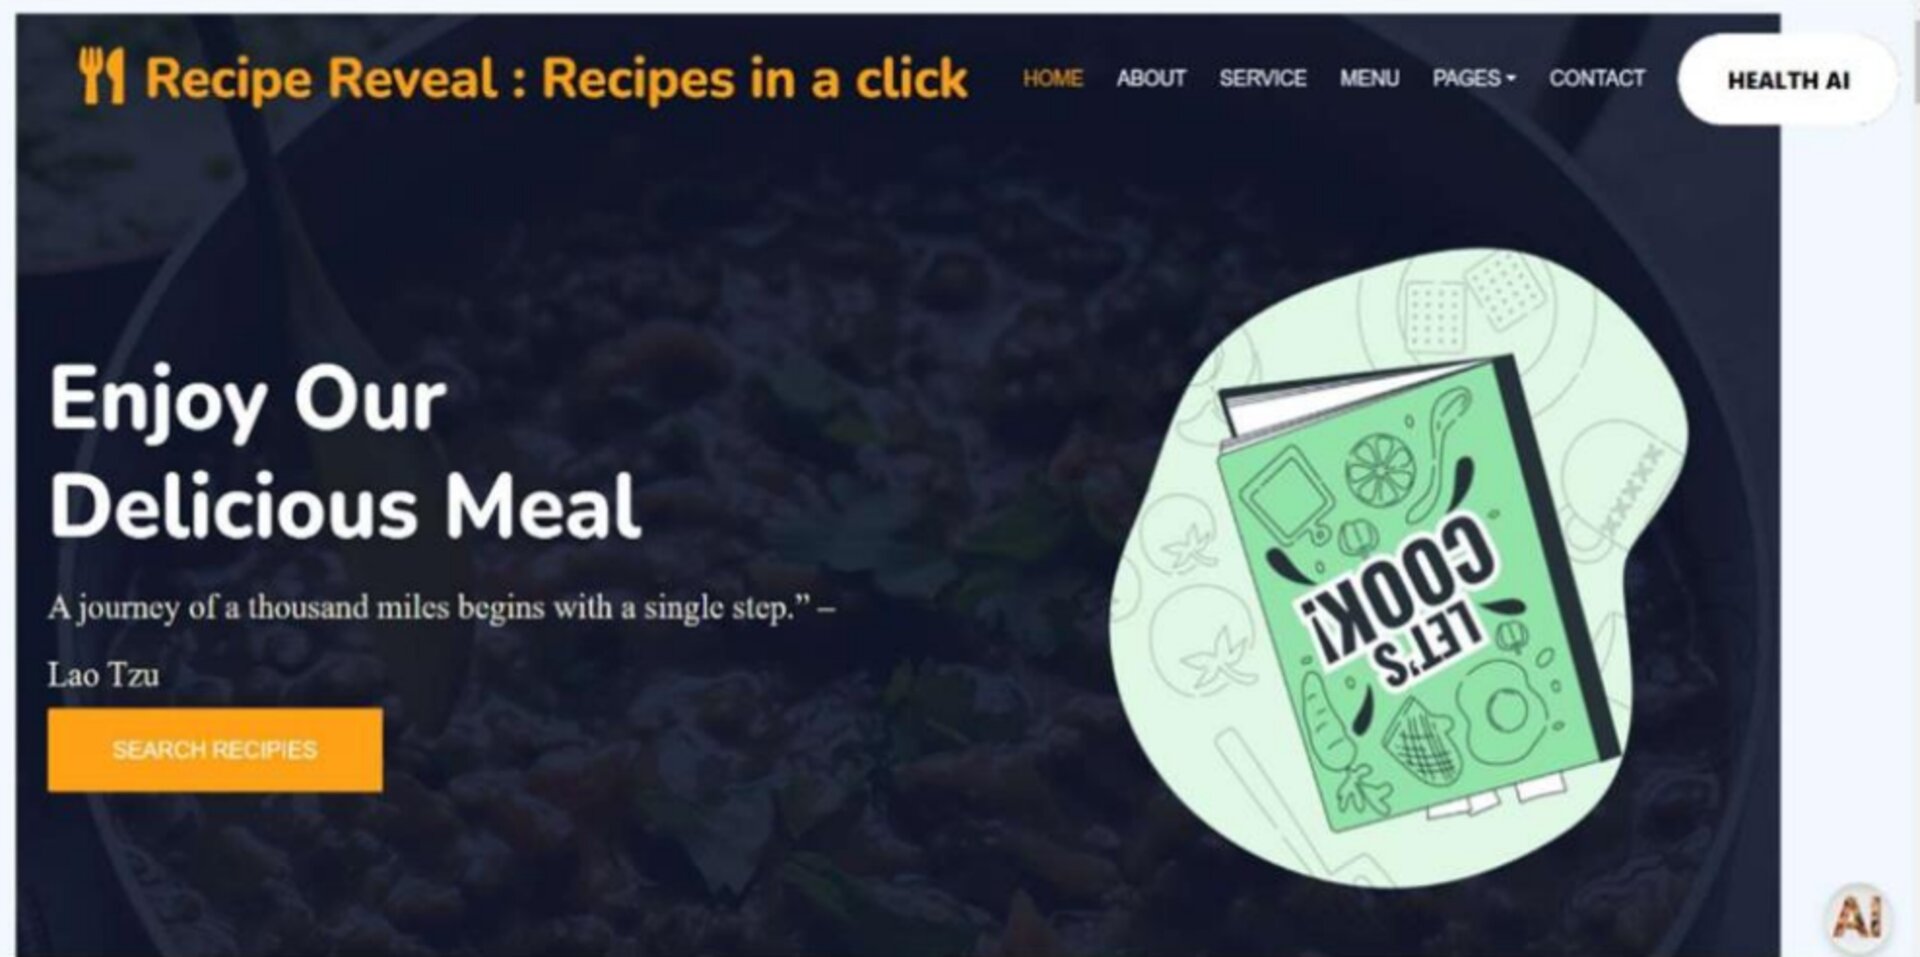 Recipe Reveal : Recipes in a click
HOME ABOUT SERVICE MENU PAGES CONTACT
HEALTH AI
Enjoy Our
Delicious Meal
A journey of a thousand miles begins with a single step.” –
Lao Tzu
SEARCH RECIPIES
LET'S
COOK!
AI